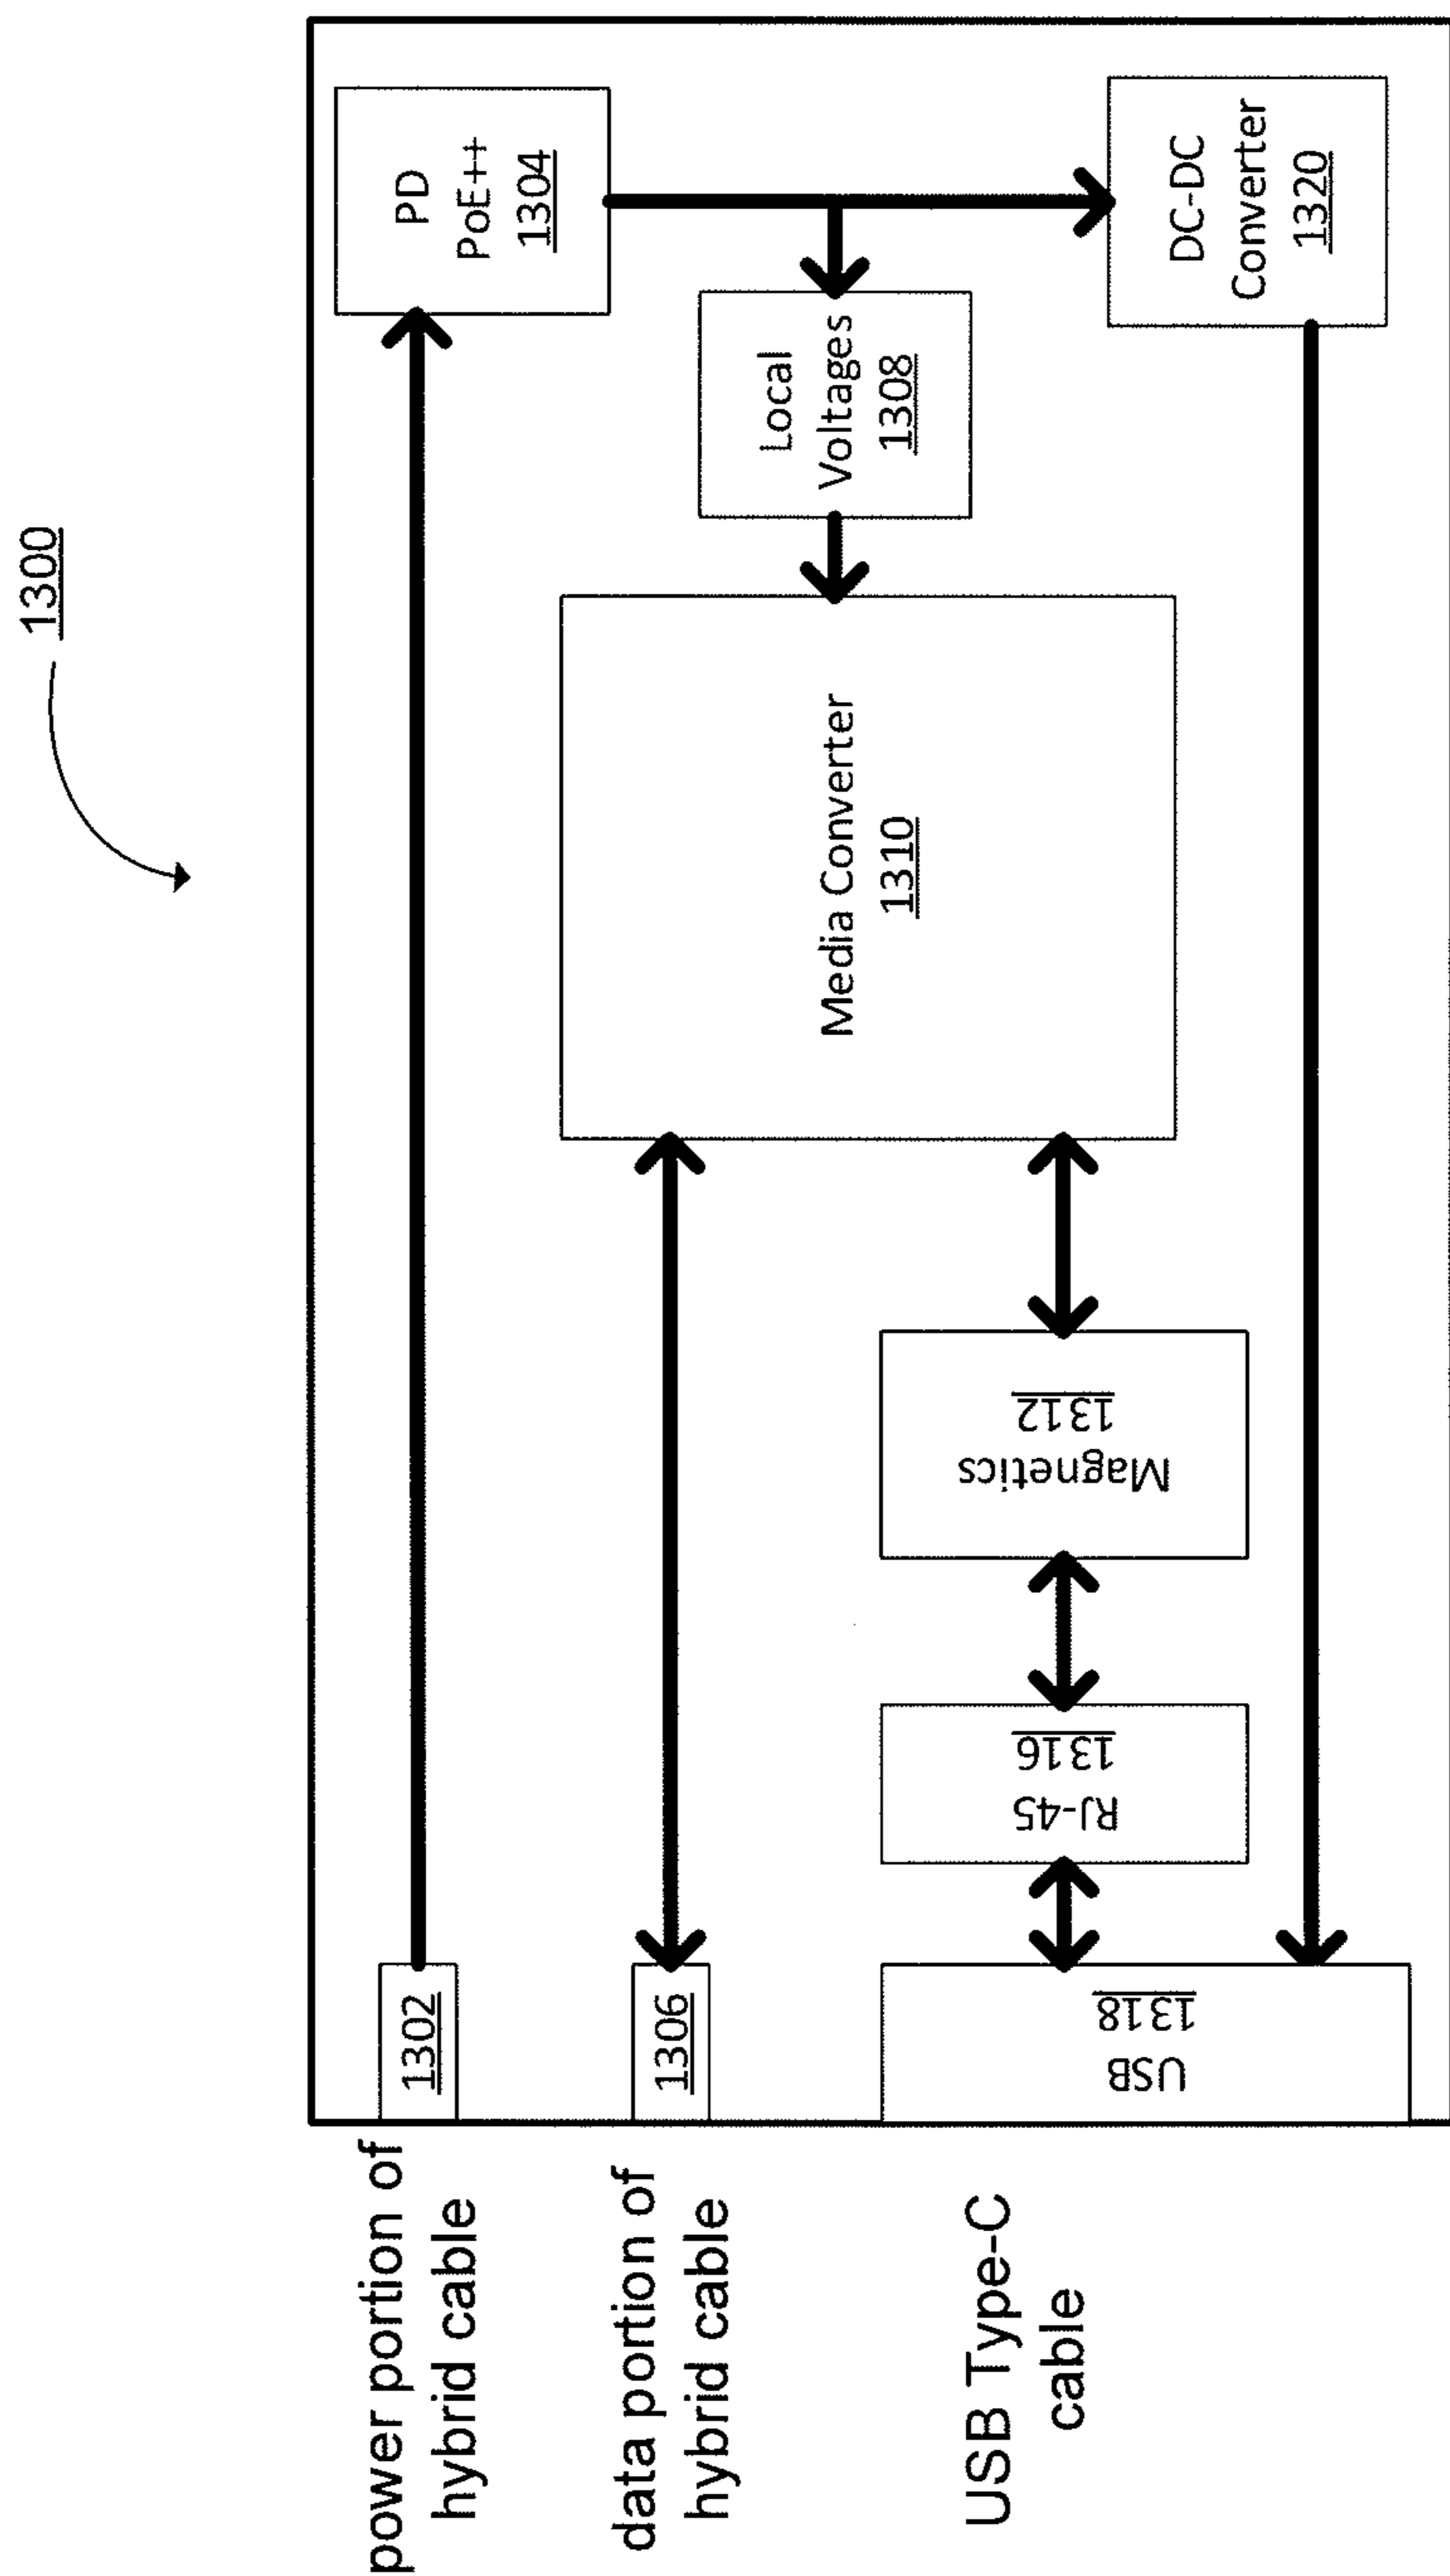 1300
power portion of
hybrid cable
1302
PD
PoE++
1304
data portion of
hybrid cable
1306
Local
Voltages
1308
Media Converter
1310
Magnetics
1312
RJ-45
1316
USB Type-C
cable
USB
1318
DC-DC
Converter
1320